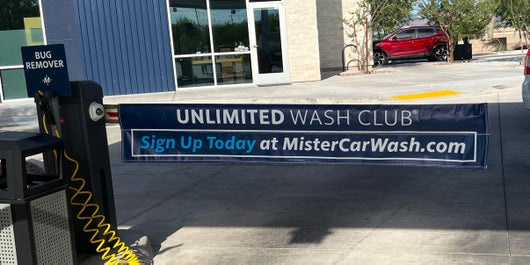 BUG
REMOVER
UNLIMITED WASH CLUB®
Sign Up Today at MisterCarWash.com